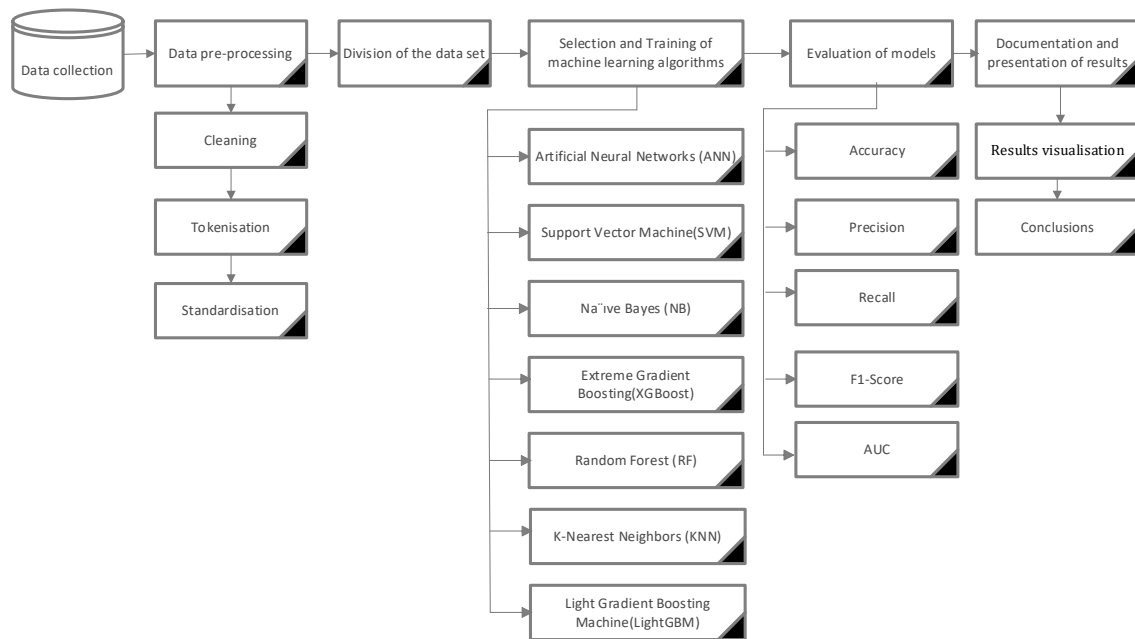 Data collection
Data pre-processing
Division of the data set
Selection and Training of
machine learning algorithms
Evaluation of models
Documentation and
presentation of results
Cleaning
Tokenisation
Standardisation
Artificial Neural Networks (ANN)
Support Vector Machine(SVM)
Na¨ıve Bayes (NB)
Extreme Gradient
Boosting(XGBoost)
Random Forest (RF)
K-Nearest Neighbors (KNN)
Light Gradient Boosting
Machine(LightGBM)
Accuracy
Precision
Recall
F1-Score
AUC
Results visualisation
Conclusions